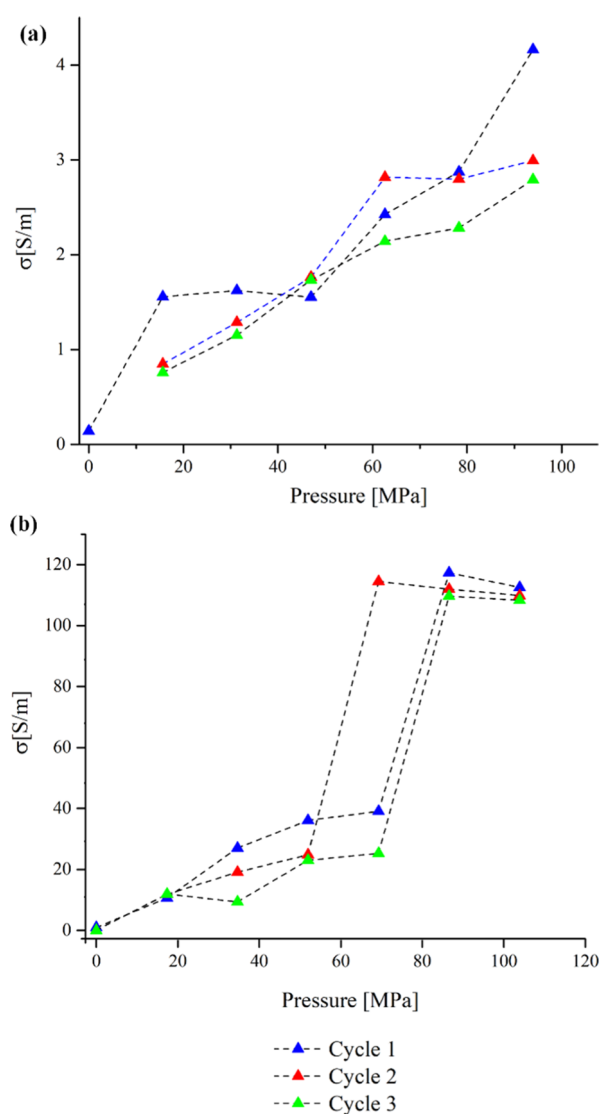 (a)
4
3
2
1
0
σ[S/m]
0 20 40 60 80 100
Pressure [MPa]
(b)
120
100
80
60
40
20
0
σ[S/m]
0 20 40 60 80 100 120
Pressure [MPa]
Cycle 1
Cycle 2
Cycle 3